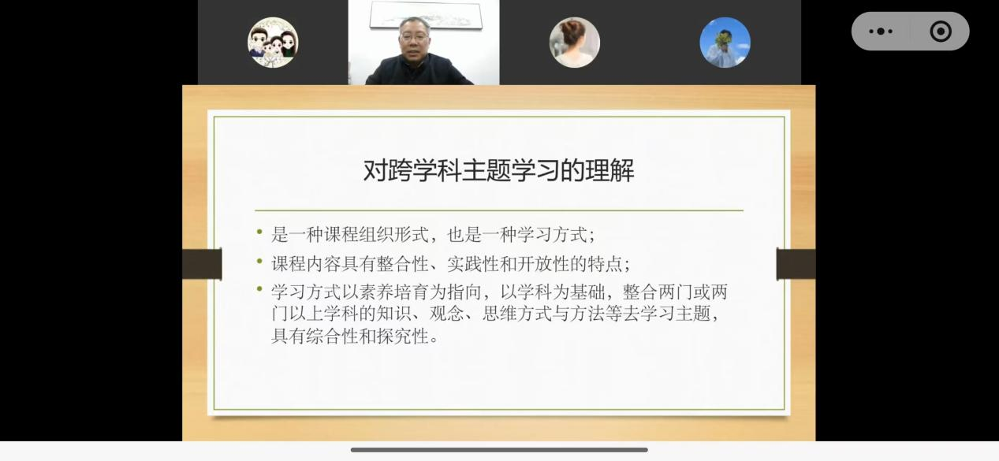 对跨学科主题学习的理解
• 是一种课程组织形式，也是一种学习方式；
• 课程内容具有整合性、实践性和开放性的特点；
• 学习方式以素养培育为指向，以学科为基础，整合两门或两
门以上学科的知识、观念、思维方式与方法等去学习主题，
具有综合性和探究性。